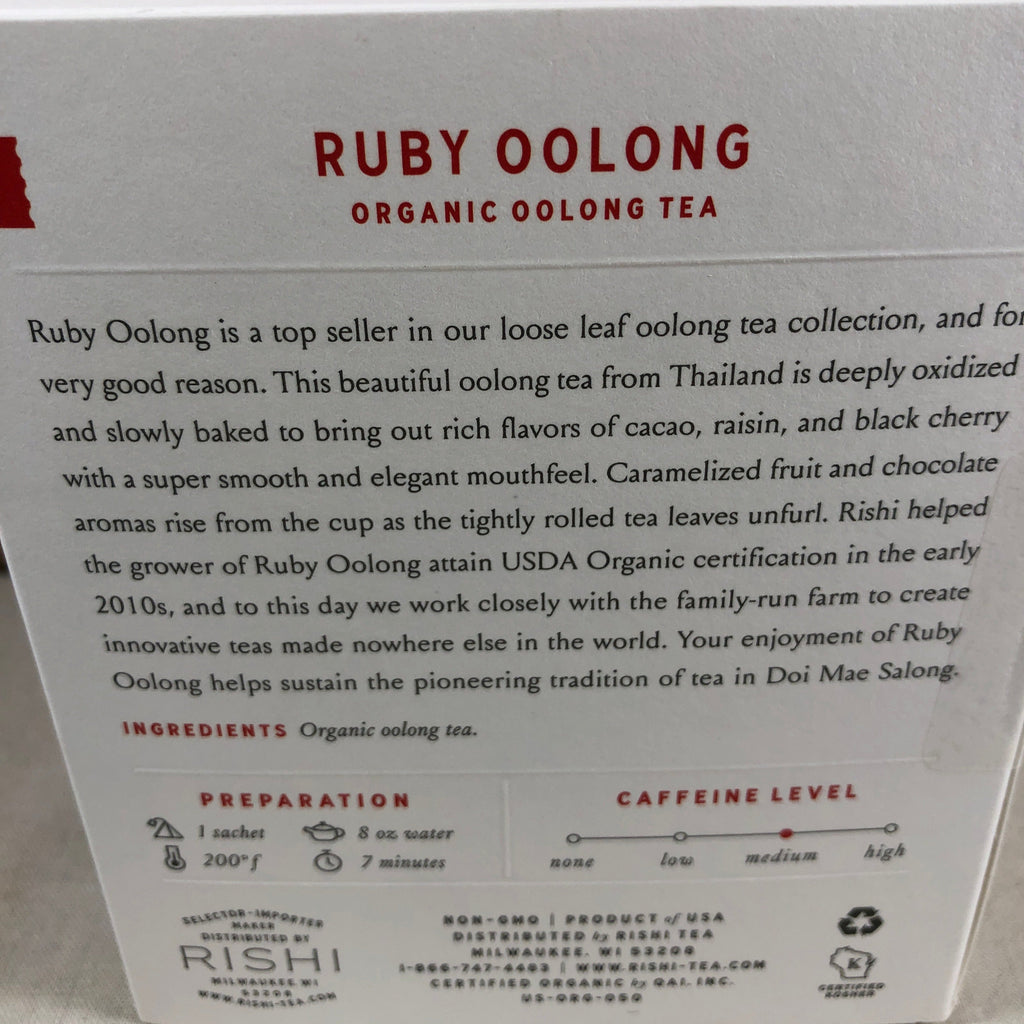 RUBY OOLONG
ORGANIC OOLONG TEA
Ruby Oolong is a top seller in our loose leaf oolong tea collection, and for
very good reason. This beautiful oolong tea from Thailand is deeply oxidized
and slowly baked to bring out rich flavors of cacao, raisin, and black cherry
with a super smooth and elegant mouthfeel. Caramelized fruit and chocolate
aromas rise from the cup as the tightly rolled tea leaves unfurl. Rishi helped
the grower of Ruby Oolong attain USDA Organic certification in the early
2010s, and to this day we work closely with the family-run farm to create
innovative teas made nowhere else in the world. Your enjoyment of Ruby
Oolong helps sustain the pioneering tradition of tea in Doi Mae Salong.
INGREDIENTS Organic oolong tea.
PREPARATION
1 sachet 8 oz water
200°f 7 minutes
CAFFEINE LEVEL
none low medium high
SELECTOR-IMPORTER
MAKER
DISTRIBUTED BY
RISHI
MILWAUKEE WI
53208
WWW.RISHI-TEA.COM
NON-GMO | PRODUCT of USA
DISTRIBUTED by RISHI TEA
MILWAUKEE, WI 53208
WWW.RISHI-TEA.COM
CERTIFIED ORGANIC by QAI, INC.
K
CERTIFIED
KOSHER